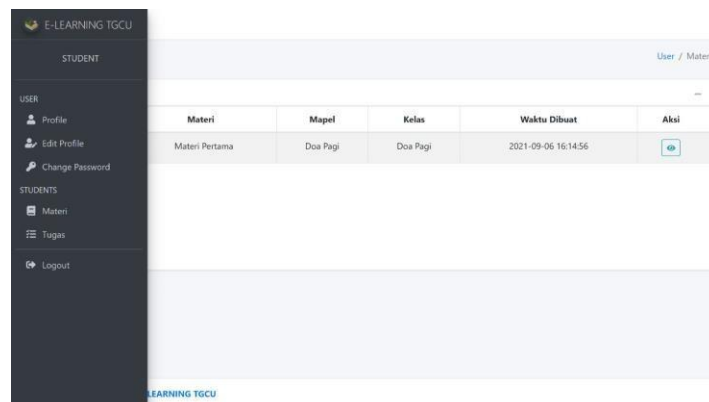 E-LEARNING TGCU
STUDENT
USER
Profile
Edit Profile
Change Password
STUDENTS
Materi
Tugas
Logout
User / Mater
Materi Mapel Kelas Waktu Dibuat Aksi
Materi Pertama Doa Pagi Doa Pagi 2021-09-06 16:14:56
LEARNING TGCU